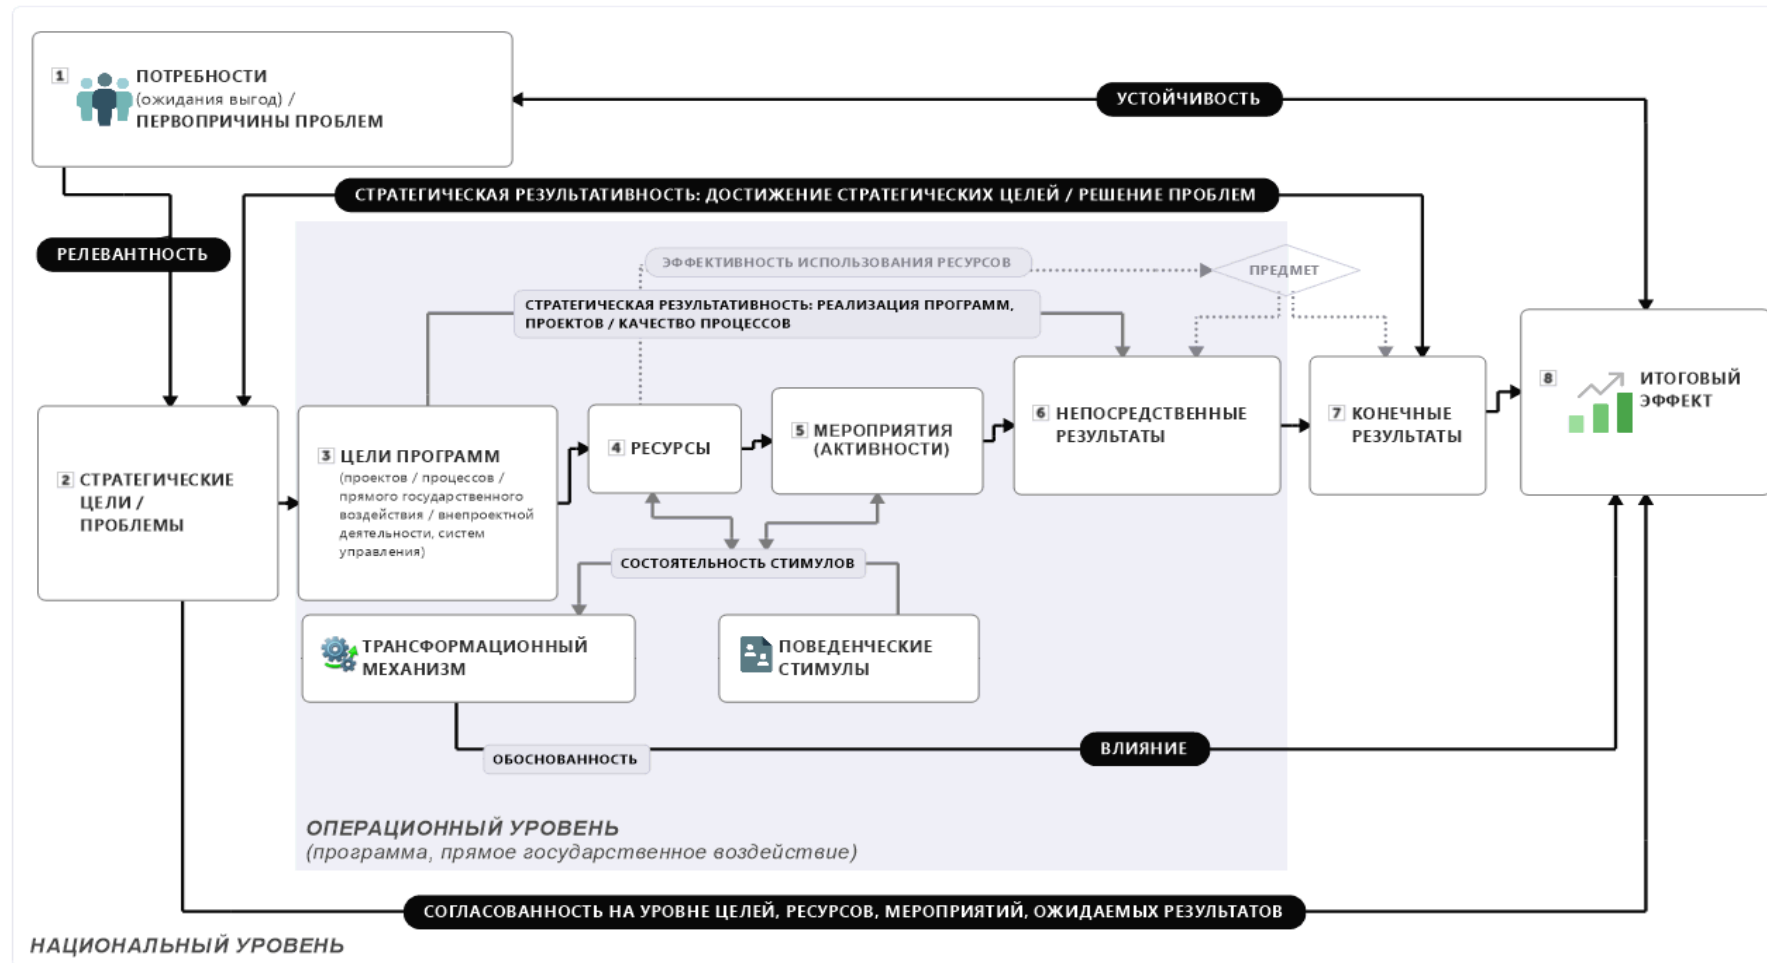 1
ПОТРЕБНОСТИ
(ожидания выгод) /
ПЕРВОПРИЧИНЫ ПРОБЛЕМ
УСТОЙЧИВОСТЬ
СТРАТЕГИЧЕСКАЯ РЕЗУЛЬТАТИВНОСТЬ: ДОСТИЖЕНИЕ СТРАТЕГИЧЕСКИХ ЦЕЛЕЙ / РЕШЕНИЕ ПРОБЛЕМ
РЕЛЕВАНТНОСТЬ
ЭФФЕКТИВНОСТЬ ИСПОЛЬЗОВАНИЯ РЕСУРСОВ
ПРЕДМЕТ
СТРАТЕГИЧЕСКАЯ РЕЗУЛЬТАТИВНОСТЬ: РЕАЛИЗАЦИЯ ПРОГРАММ,
ПРОЕКТОВ / КАЧЕСТВО ПРОЦЕССОВ
2 СТРАТЕГИЧЕСКИЕ
ЦЕЛИ /
ПРОБЛЕМЫ
3 ЦЕЛИ ПРОГРАММ
(проектов / процессов /
прямого государственного
воздействия / внепроектной
деятельности, систем
управления)
4 РЕСУРСЫ
5 МЕРОПРИЯТИЯ
(АКТИВНОСТИ)
6 НЕПОСРЕДСТВЕННЫЕ
РЕЗУЛЬТАТЫ
7 КОНЕЧНЫЕ
РЕЗУЛЬТАТЫ
8 ИТОГОВЫЙ
ЭФФЕКТ
СОСТОЯТЕЛЬНОСТЬ СТИМУЛОВ
ТРАНСФОРМАЦИОННЫЙ
МЕХАНИЗМ
ПОВЕДЕНЧЕСКИЕ
СТИМУЛЫ
ОБОСНОВАННОСТЬ
ВЛИЯНИЕ
ОПЕРАЦИОННЫЙ УРОВЕНЬ
(программа, прямое государственное воздействие)
СОГЛАСОВАННОСТЬ НА УРОВНЕ ЦЕЛЕЙ, РЕСУРСОВ, МЕРОПРИЯТИЙ, ОЖИДАЕМЫХ РЕЗУЛЬТАТОВ
НАЦИОНАЛЬНЫЙ УРОВЕНЬ